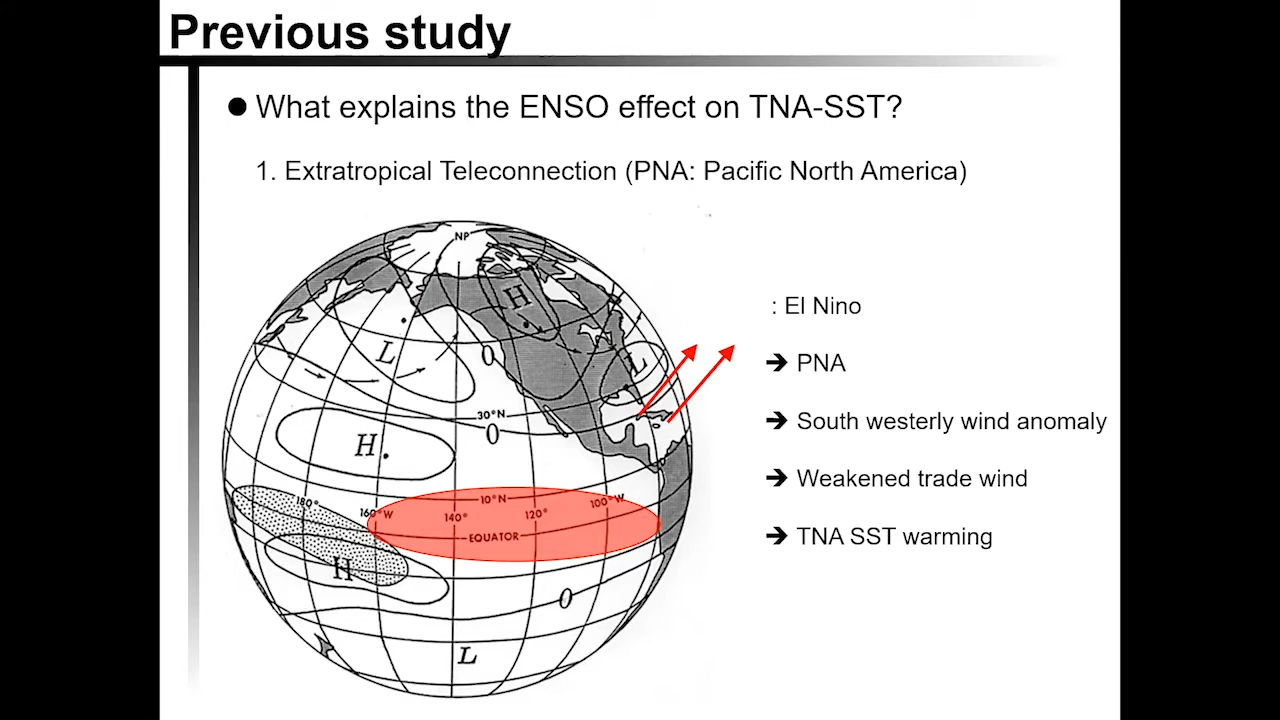 Previous study
● What explains the ENSO effect on TNA-SST?
1. Extratropical Teleconnection (PNA: Pacific North America)
NP
H
: El Nino
L
0
L
➔ PNA
30°N
➔ South westerly wind anomaly
0
H
➔ Weakened trade wind
180°
10°N
100°W
160°W
140°
120°
EQUATOR
➔ TNA SST warming
H
0
L